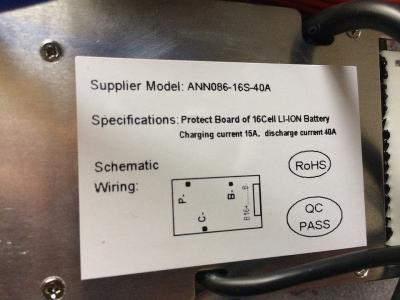 Supplier Model: ANN086-16S-40A
Specifications: Protect Board of 16Cell LI-ION Battery
Charging current 15A, discharge current 40A
Schematic
Wiring:
P-
C-
B-
B16+......B
RoHS
QC
PASS